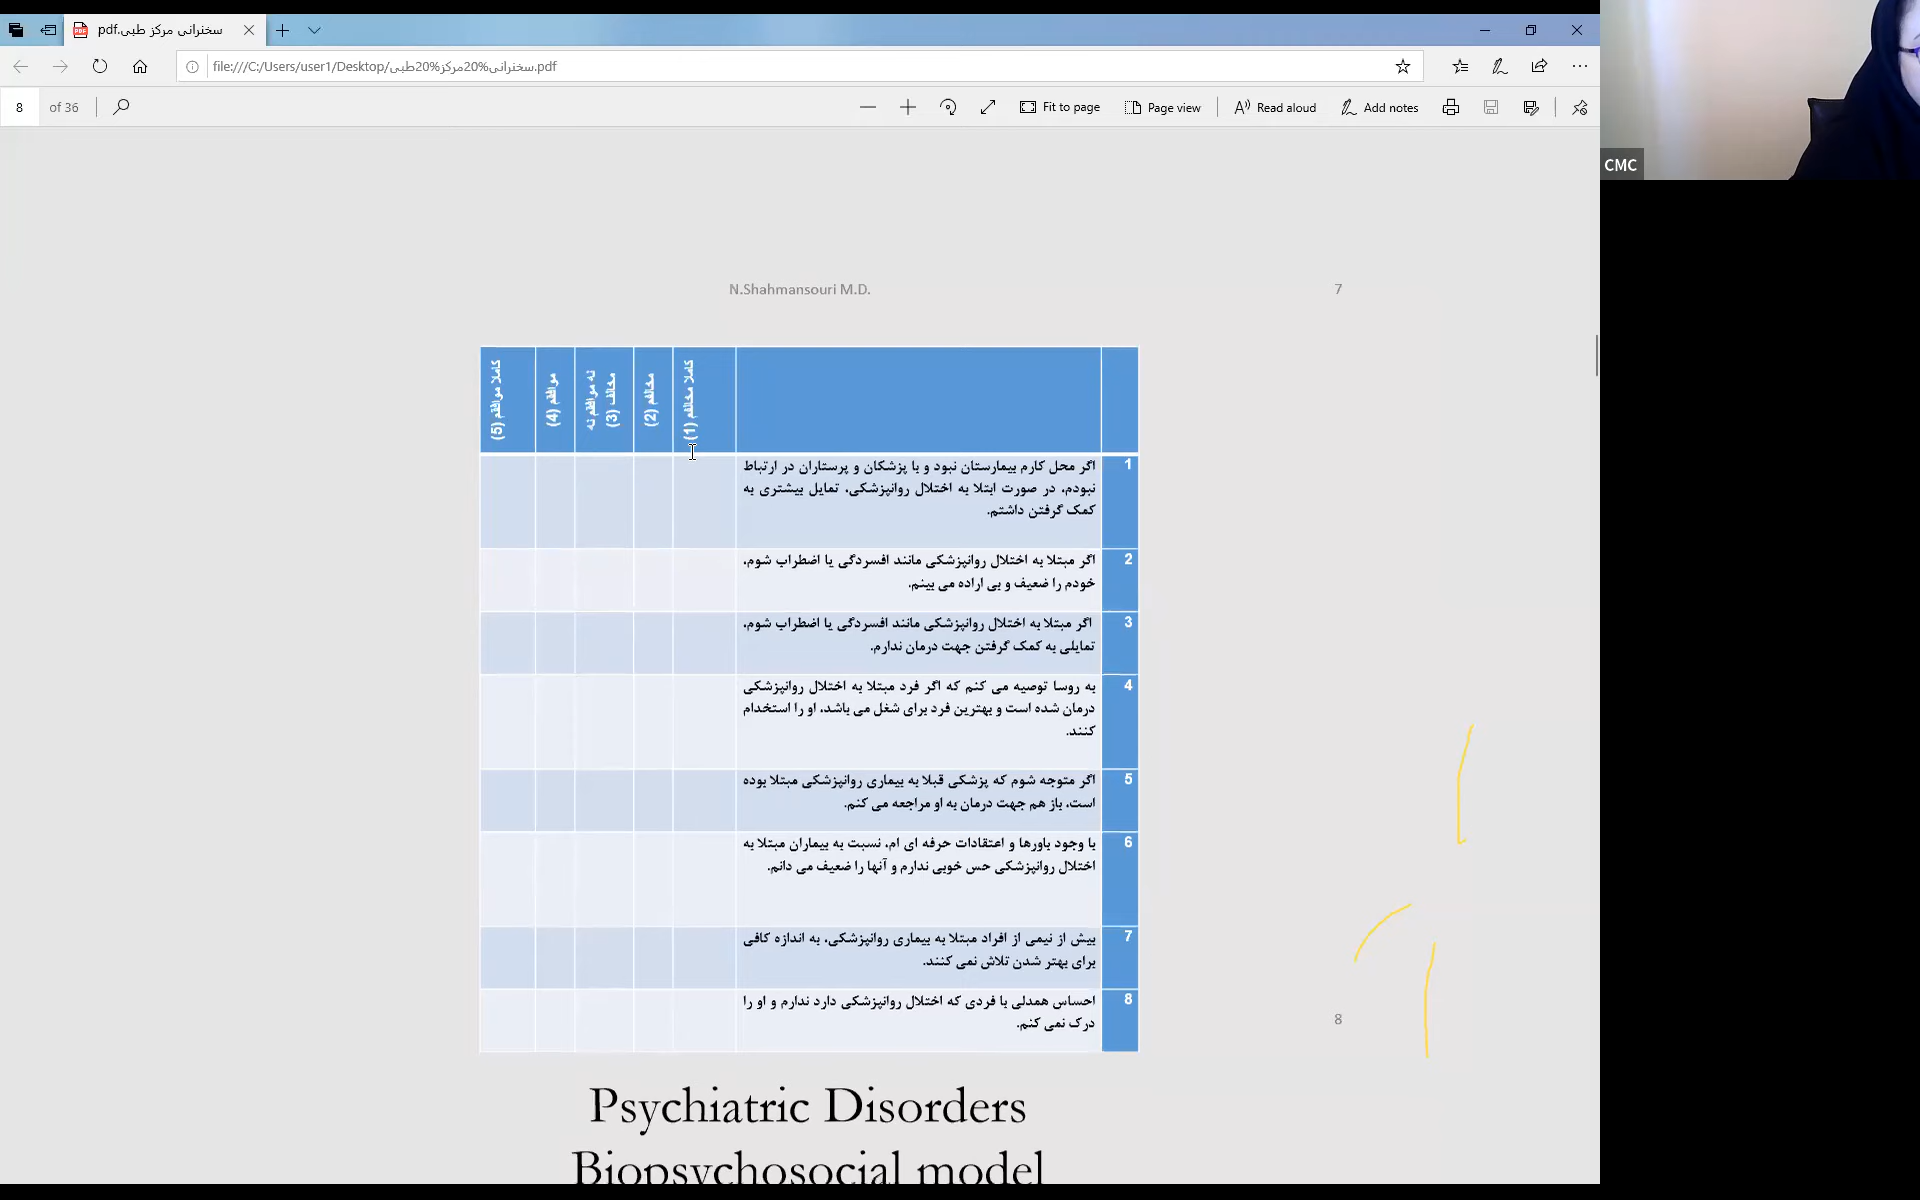 سخنرانی مرکز طبی.pdf
file:///C:/Users/user1/Desktop/سخنرانی%20مرکز%20طبی.pdf
8 of 36
Fit to page
Page view
Read aloud
Add notes
CMC
N.Shahmansouri M.D.
7
کاملا مخالفم (1)
مخالفم (2)
نه موافقم نه
مخالف (3)
موافقم (4)
کاملا موافقم (5)
1
اگر محل کارم بیمارستان نبود و با پزشکان و پرستاران در ارتباط
نبودم، در صورت ابتلا به اختلال روانپزشکی، تمایل بیشتری به
کمک گرفتن داشتم.
2
اگر مبتلا به اختلال روانپزشکی مانند افسردگی یا اضطراب شوم،
خودم را ضعیف و بی اراده می بینم.
3
اگر مبتلا به اختلال روانپزشکی مانند افسردگی یا اضطراب شوم،
تمایلی به کمک گرفتن جهت درمان ندارم.
4
به روسا توصیه می کنم که اگر فرد مبتلا به اختلال روانپزشکی
درمان شده است و بهترین فرد برای شغل می باشد، او را استخدام
کنند.
5
اگر متوجه شوم که پزشکی قبلا به بیماری روانپزشکی مبتلا بوده
است، باز هم جهت درمان به او مراجعه می کنم.
6
با وجود باورها و اعتقادات حرفه ای ام، نسبت به بیماران مبتلا به
اختلال روانپزشکی حس خوبی ندارم و آنها را ضعیف می دانم.
7
بیش از نیمی از افراد مبتلا به بیماری روانپزشکی، به اندازه کافی
برای بهتر شدن تلاش نمی کنند.
8
احساس همدلی با فردی که اختلال روانپزشکی دارد ندارم و او را
درک نمی کنم.
8
Psychiatric Disorders
Biopsychosocial model